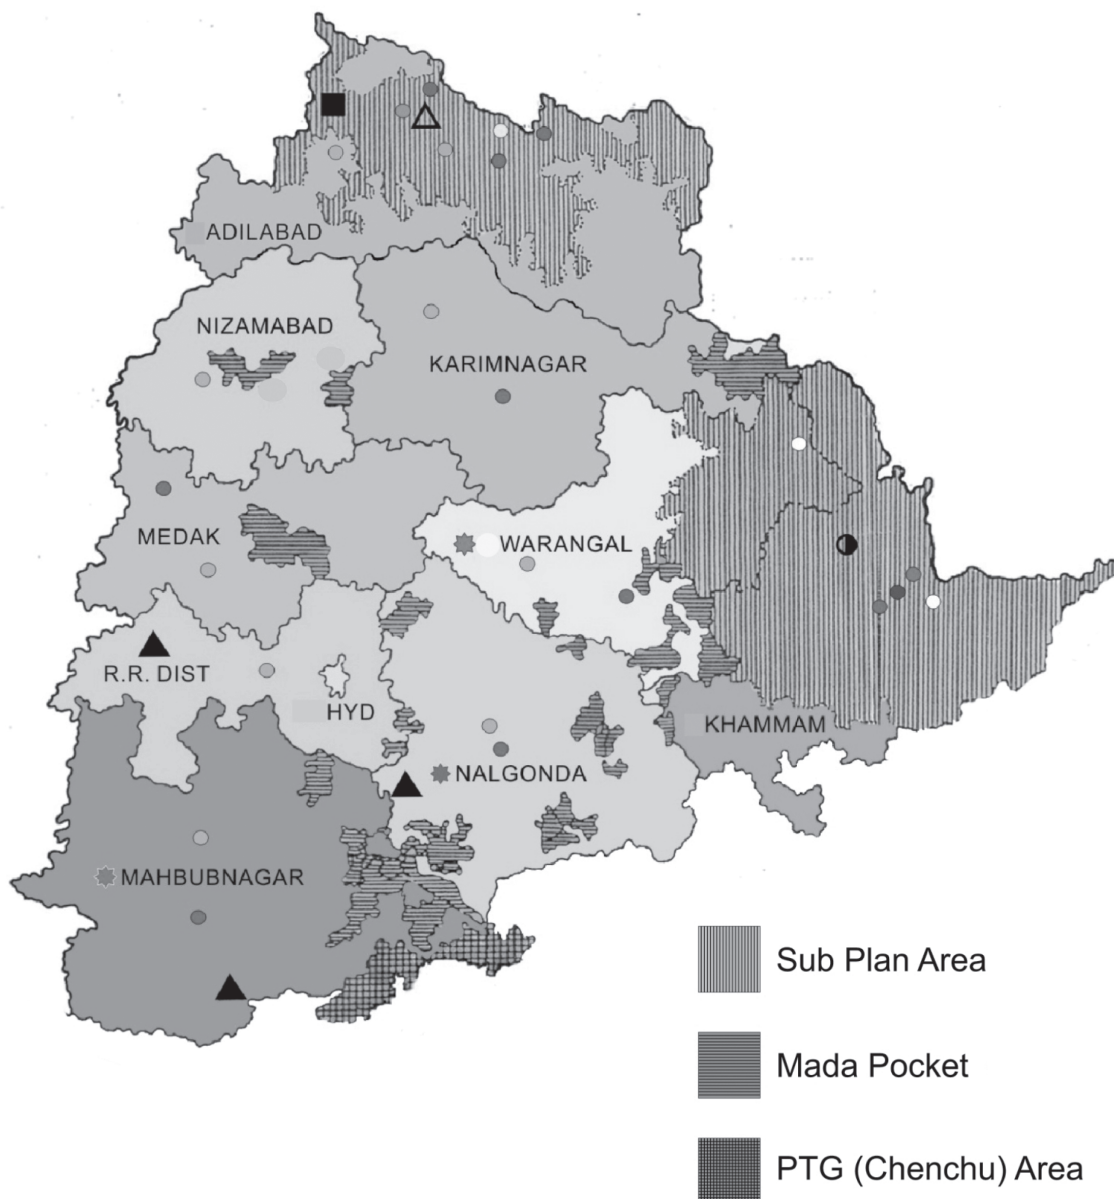 ADILABAD
NIZAMABAD
KARIMNAGAR
MEDAK
WARANGAL
R.R. DIST
HYD
KHAMMAM
NALGONDA
MAHBUBNAGAR
Sub Plan Area
Mada Pocket
PTG (Chenchu) Area